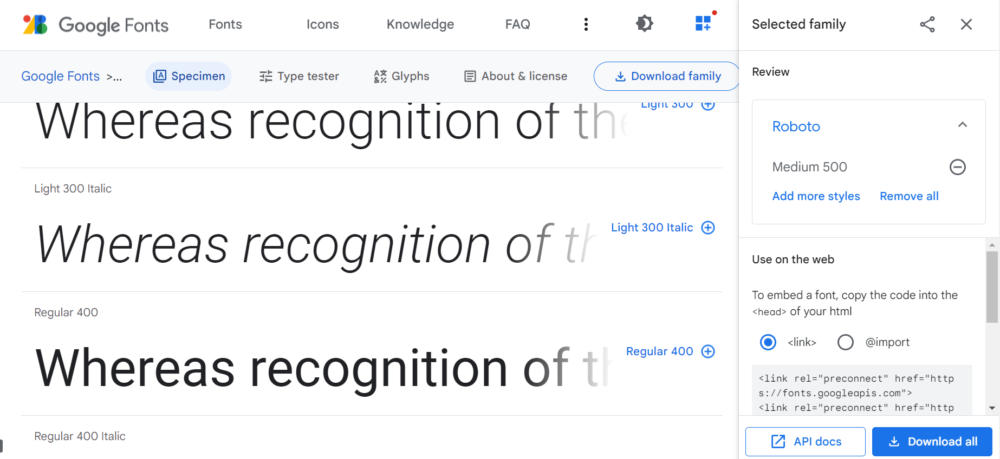 Google Fonts
Fonts
Icons
Knowledge
FAQ
Google Fonts >...
Specimen
Type tester
Glyphs
About & license
Download family
Whereas recognition of the
Light 300
Light 300 Italic
Whereas recognition of th
Light 300 Italic
Regular 400
Whereas recognition of th
Regular 400
Regular 400 Italic
Selected family
Review
Roboto
Medium 500
Add more styles
Remove all
Use on the web
To embed a font, copy the code into the
<head> of your html
<link>
@import
<link rel="preconnect" href="http
s://fonts.googleapis.com">
<link rel="preconnect" href="http
API docs
Download all